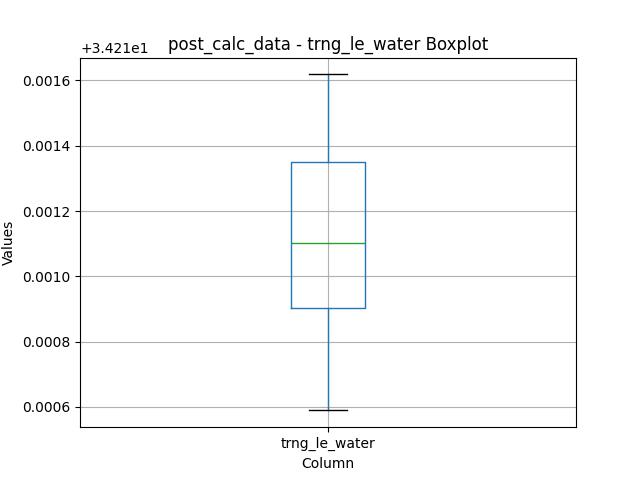 post_calc_data - trng_le_water Boxplot
+3.421e1
0.0016
0.0014
0.0012
0.0010
0.0008
0.0006
Values
trng_le_water
Column